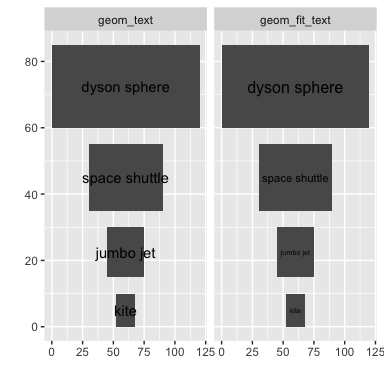 geom_text
geom_fit_text
80
60
40
20
0
dyson sphere
space shuttle
jumbo jet
kite
dyson sphere
space shuttle
jumbo jet
kite
0 25 50 75 100 125
0 25 50 75 100 125